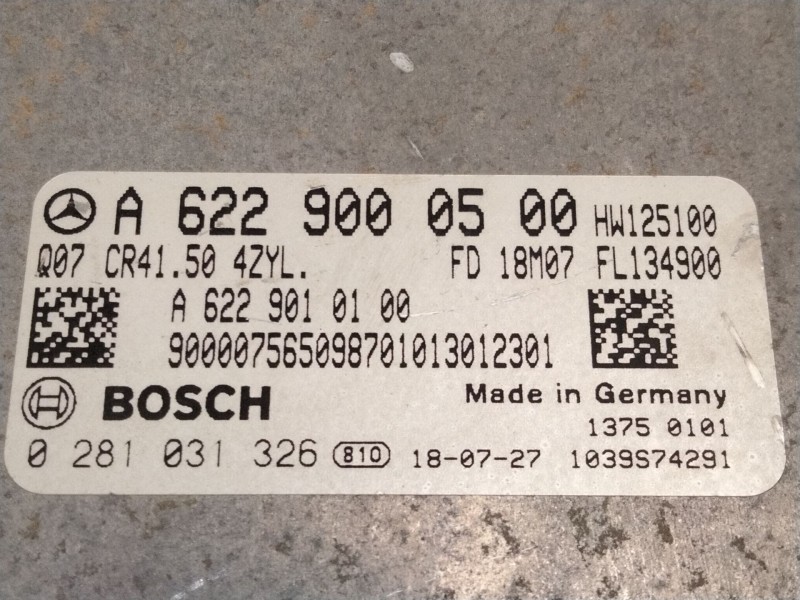 A 622 900 05 00 HW125100
Q07 CR41.50 4ZYL. FD 18M07 FL134900
A 622 901 01 00
900007565098701013012301
BOSCH Made in Germany
1375 0101
0 281 031 326 810 18-07-27 1039S74291